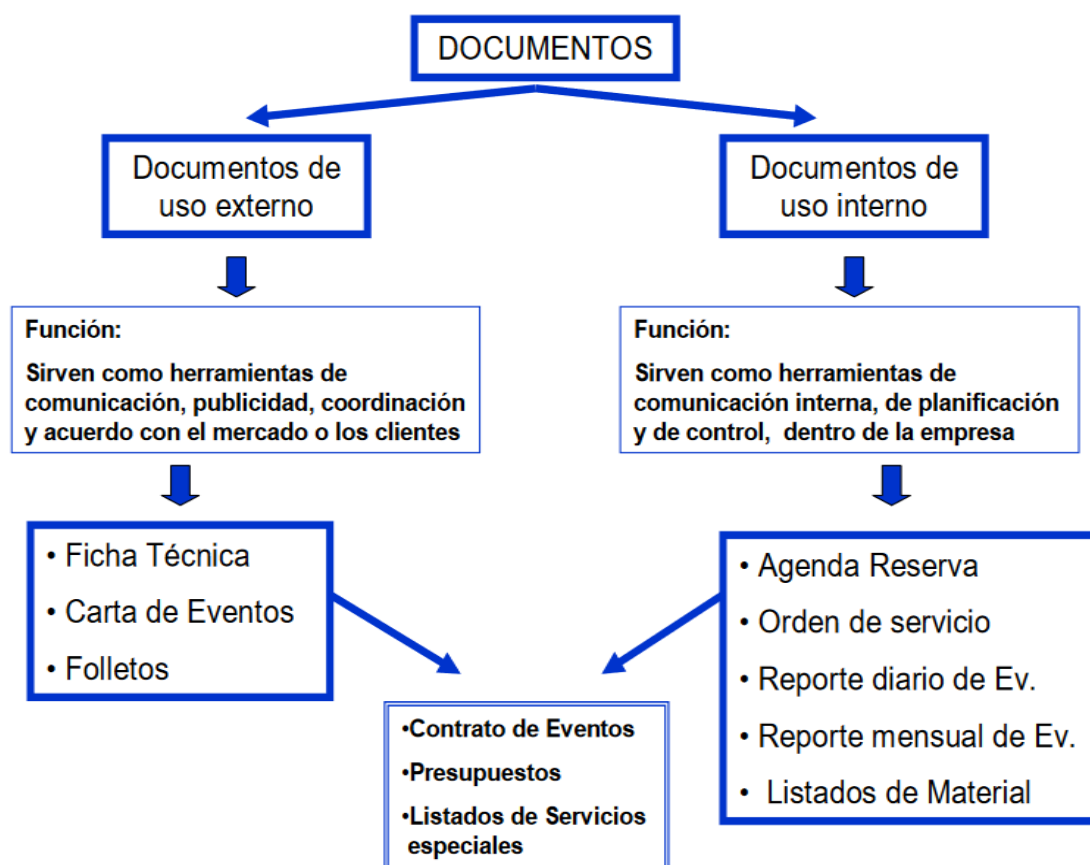 DOCUMENTOS
Documentos de
uso externo
Documentos de
uso interno
Función:
Sirven como herramientas de
comunicación, publicidad, coordinación
y acuerdo con el mercado o los clientes
Función:
Sirven como herramientas de
comunicación interna, de planificación
y de control, dentro de la empresa
• Ficha Técnica
• Carta de Eventos
• Folletos
• Agenda Reserva
• Orden de servicio
• Reporte diario de Ev.
• Reporte mensual de Ev.
• Listados de Material
•Contrato de Eventos
•Presupuestos
•Listados de Servicios
especiales